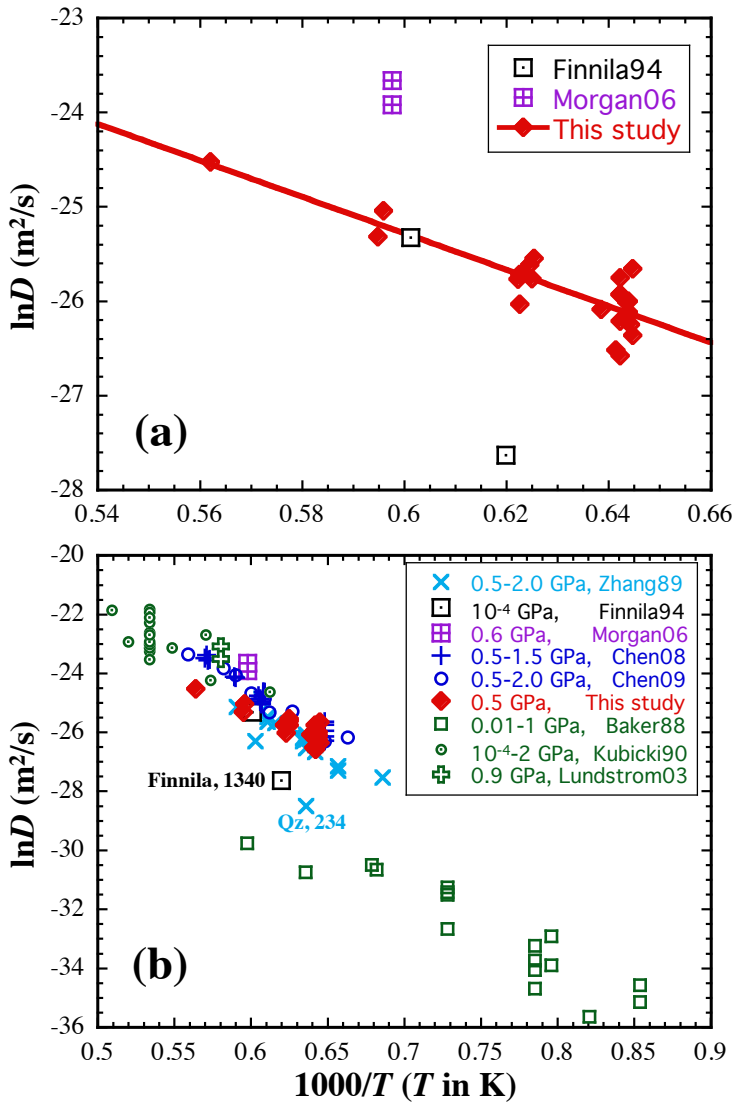 -23
-24
-25
-26
-27
-28
lnD (m²/s)
Finnila94
Morgan06
This study
(a)
0.54 0.56 0.58 0.6 0.62 0.64 0.66
-20
-22
-24
-26
-28
-30
-32
-34
-36
lnD (m²/s)
0.5-2.0 GPa, Zhang89
10⁻⁴ GPa, Finnila94
0.6 GPa, Morgan06
0.5-1.5 GPa, Chen08
0.5-2.0 GPa, Chen09
0.5 GPa, This study
0.01-1 GPa, Baker88
10⁻⁴-2 GPa, Kubicki90
0.9 GPa, Lundstrom03
Finnila, 1340
Qz, 234
(b)
0.5 0.55 0.6 0.65 0.7 0.75 0.8 0.85 0.9
1000/T (T in K)